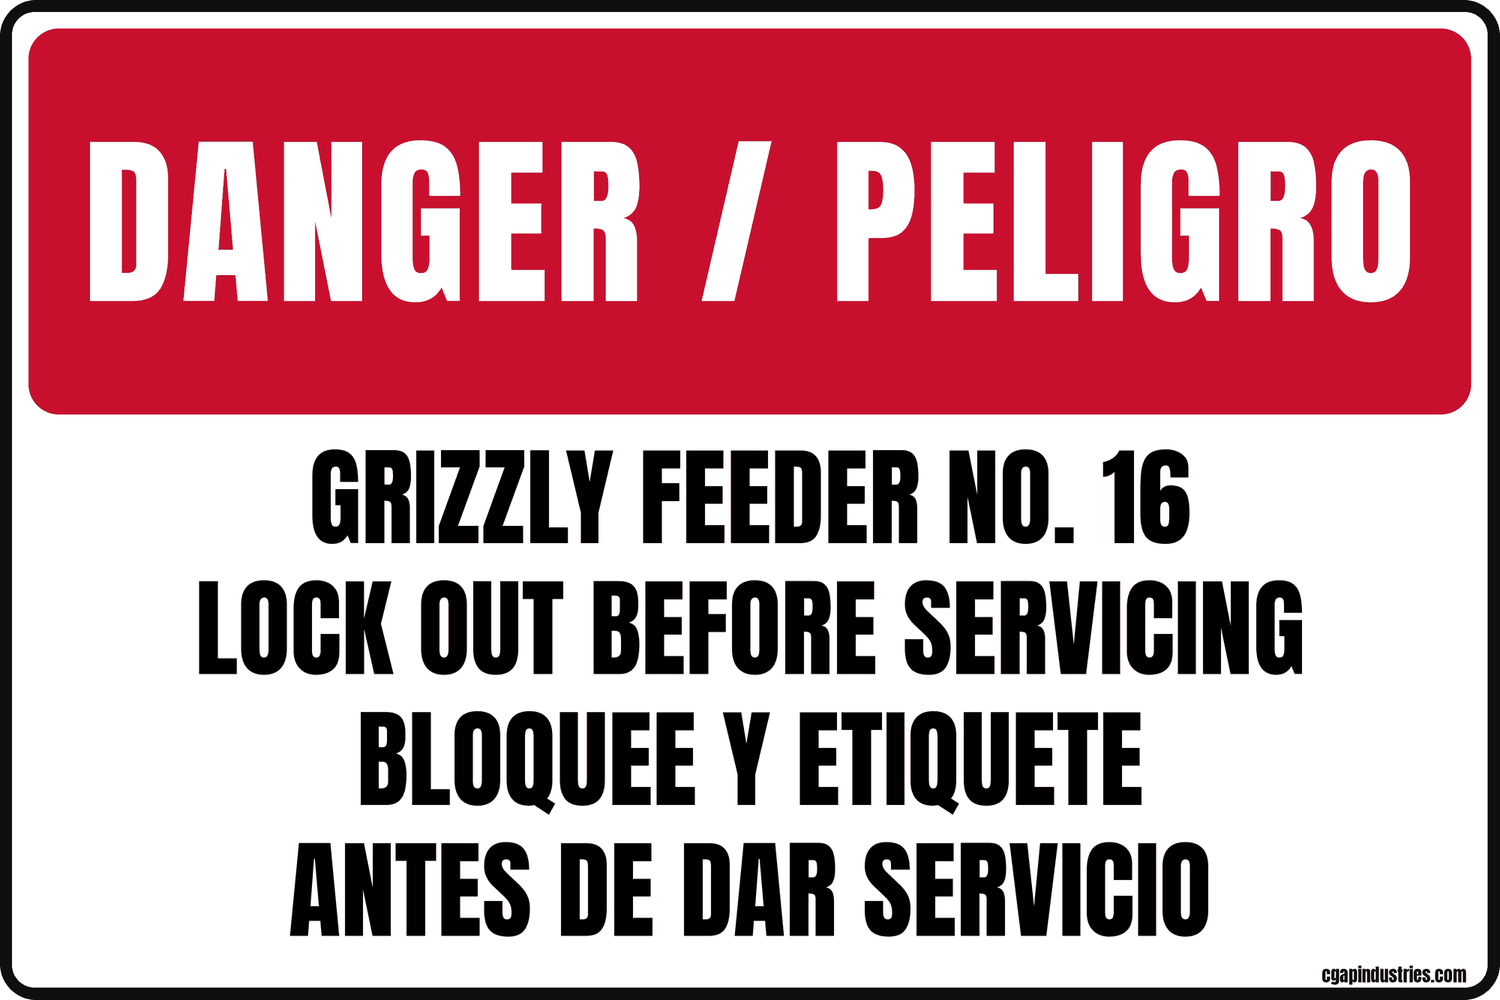 DANGER / PELIGRO
GRIZZLY FEEDER NO. 16
LOCK OUT BEFORE SERVICING
BLOQUEE Y ETIQUETE
ANTES DE DAR SERVICIO
cgapindustries.com